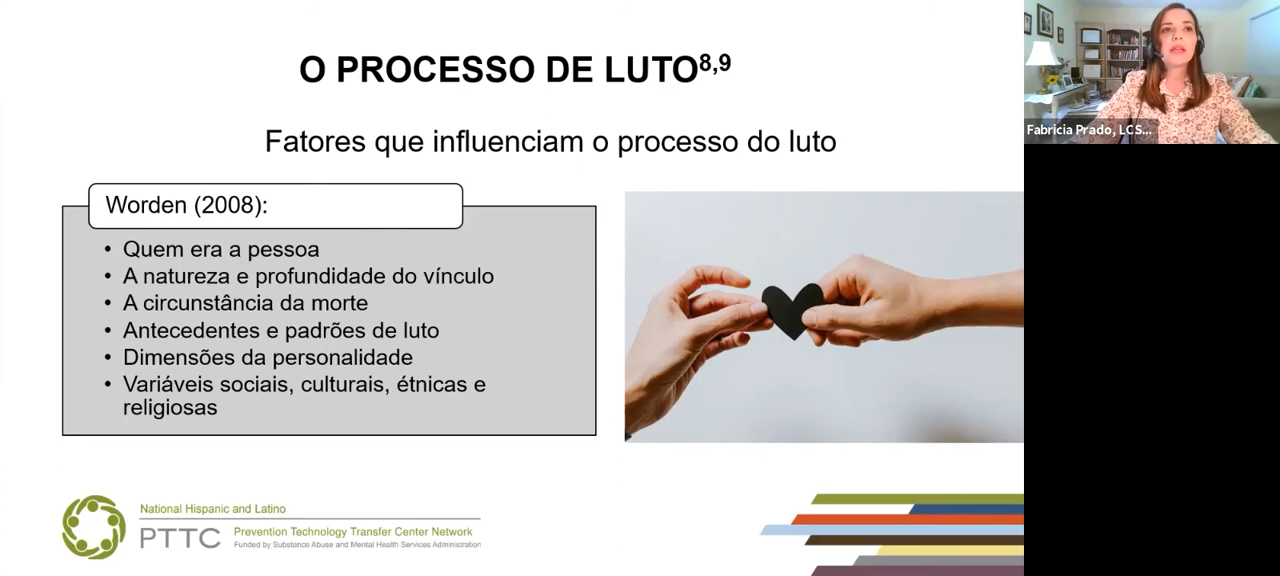 O PROCESSO DE LUTO8,9
Fatores que influenciam o processo do luto
Worden (2008):
• Quem era a pessoa
• A natureza e profundidade do vínculo
• A circunstância da morte
• Antecedentes e padrões de luto
• Dimensões da personalidade
• Variáveis sociais, culturais, étnicas e
religiosas
National Hispanic and Latino
PTTC
Prevention Technology Transfer Center Network
Funded by Substance Abuse and Mental Health Services Administration
Fabricia Prado, LCS...